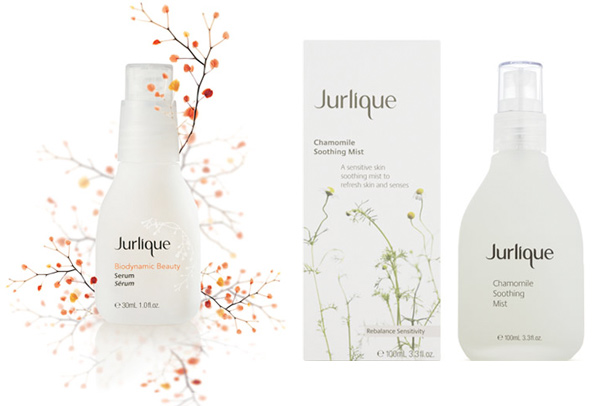 Jurlique
Biodynamic Beauty
Serum
Sérum
℮ 30mL 1.0fl.oz.
Jurlique
Chamomile
Soothing Mist
A sensitive skin
soothing mist to
refresh skin and senses
Rebalance Sensitivity
℮ 100mL 3.3fl.oz.
Jurlique
Chamomile
Soothing
Mist
℮ 100mL 3.3fl.oz.